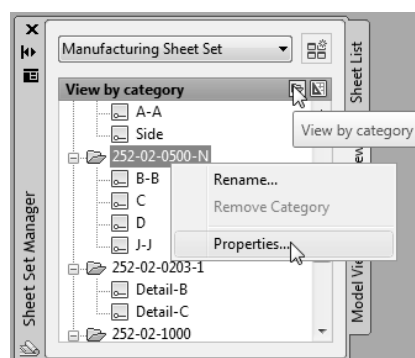 Manufacturing Sheet Set
Sheet List
View by category
A-A
Side
View by category
ew
252-02-0500-N
B-B
Rename...
C
Remove Category
D
J-J
Properties...
252-02-0203-1
Detail-B
Detail-C
252-02-1000
Model Vie
Sheet Set Manager